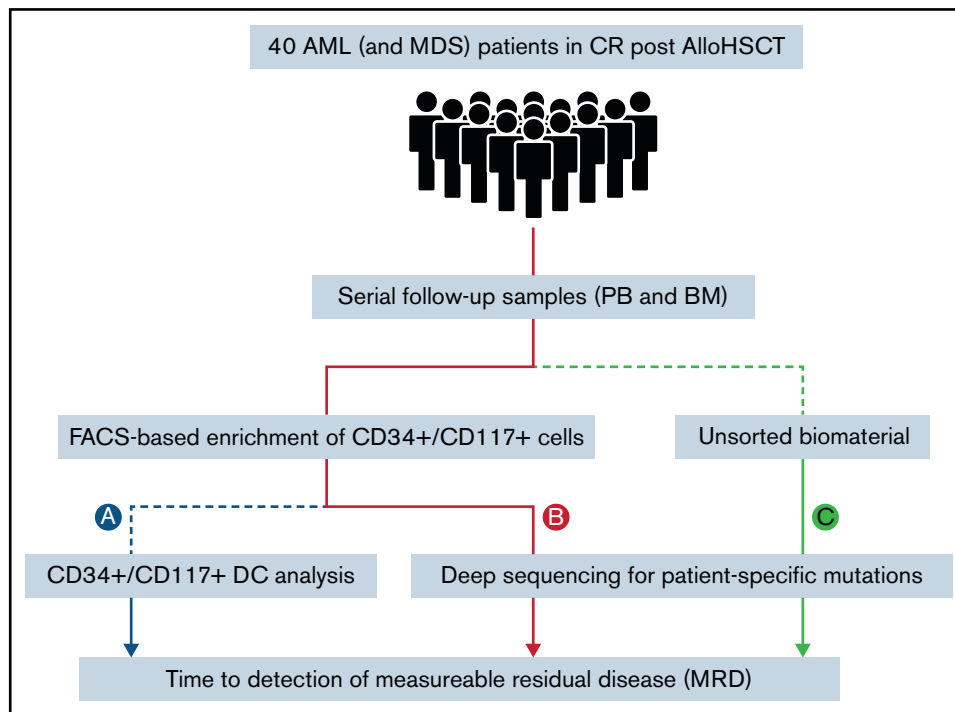 40 AML (and MDS) patients in CR post AlloHSCT
Serial follow-up samples (PB and BM)
FACS-based enrichment of CD34+/CD117+ cells
Unsorted biomaterial
A
B
C
CD34+/CD117+ DC analysis
Deep sequencing for patient-specific mutations
Time to detection of measureable residual disease (MRD)